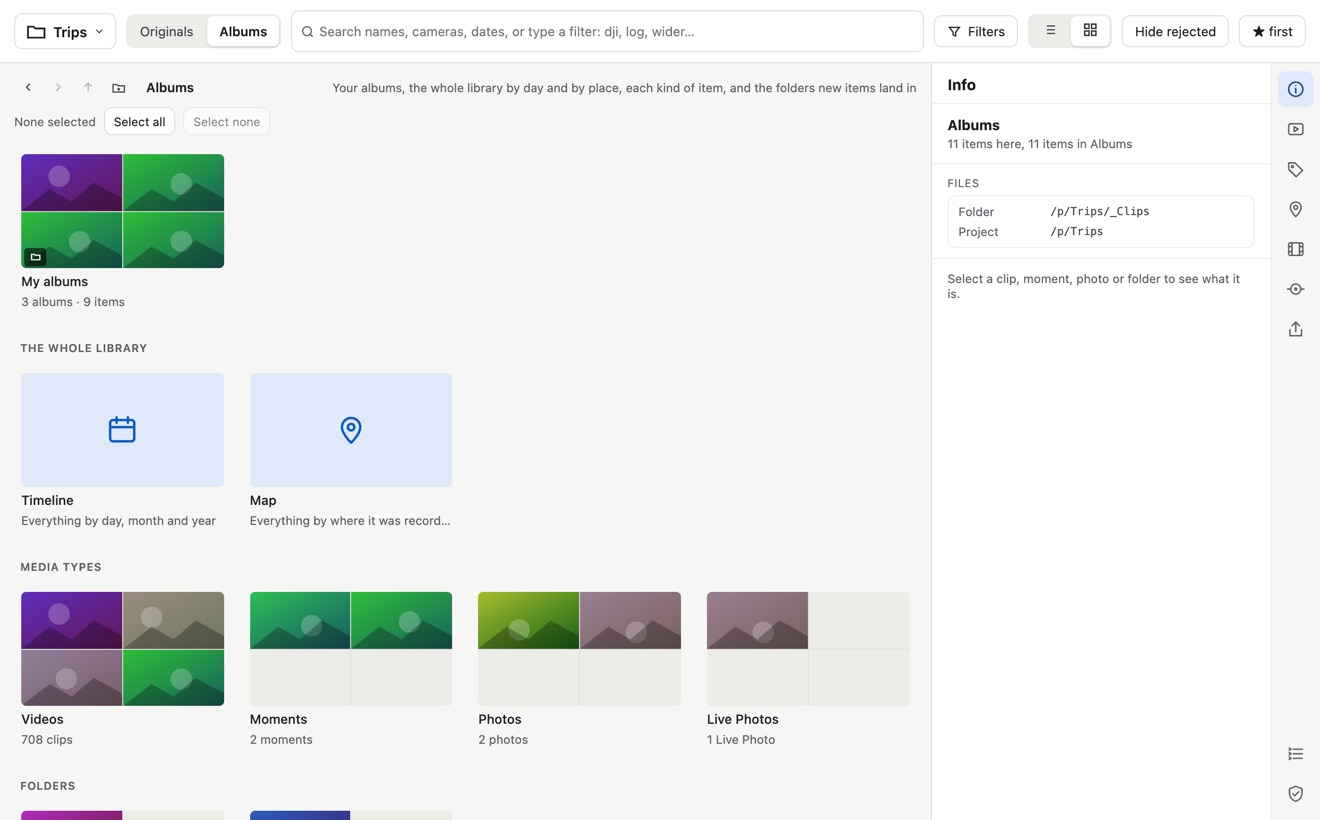 Trips
Originals
Albums
Search names, cameras, dates, or type a filter: dji, log, wider...
Filters
Hide rejected
★ first
Albums
Your albums, the whole library by day and by place, each kind of item, and the folders new items land in
None selected
Select all
Select none
My albums
3 albums · 9 items
THE WHOLE LIBRARY
Timeline
Everything by day, month and year
Map
Everything by where it was record...
MEDIA TYPES
Videos
708 clips
Moments
2 moments
Photos
2 photos
Live Photos
1 Live Photo
FOLDERS
Info
Albums
11 items here, 11 items in Albums
FILES
Folder /p/Trips/_Clips
Project /p/Trips
Select a clip, moment, photo or folder to see what it
is.